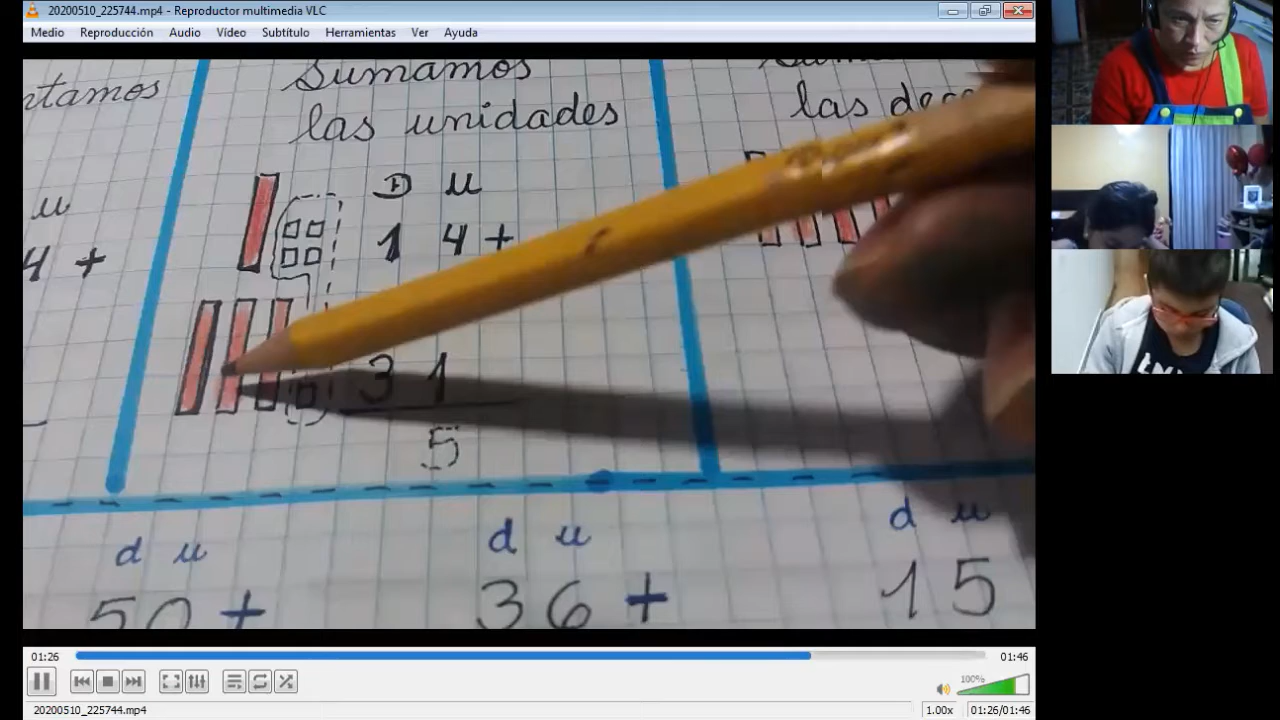 20200510_225744.mp4 - Reproductor multimedia VLC
Medio Reproducción Audio Vídeo Subtítulo Herramientas Ver Ayuda
ntamos
Sumamos
las unidades
las dec
u
4 +
D u
1 4 +
3 1
5
d u
50 +
d u
36 +
d u
15
01:26
01:46
100%
20200510_225744.mp4
1.00x
01:26/01:46